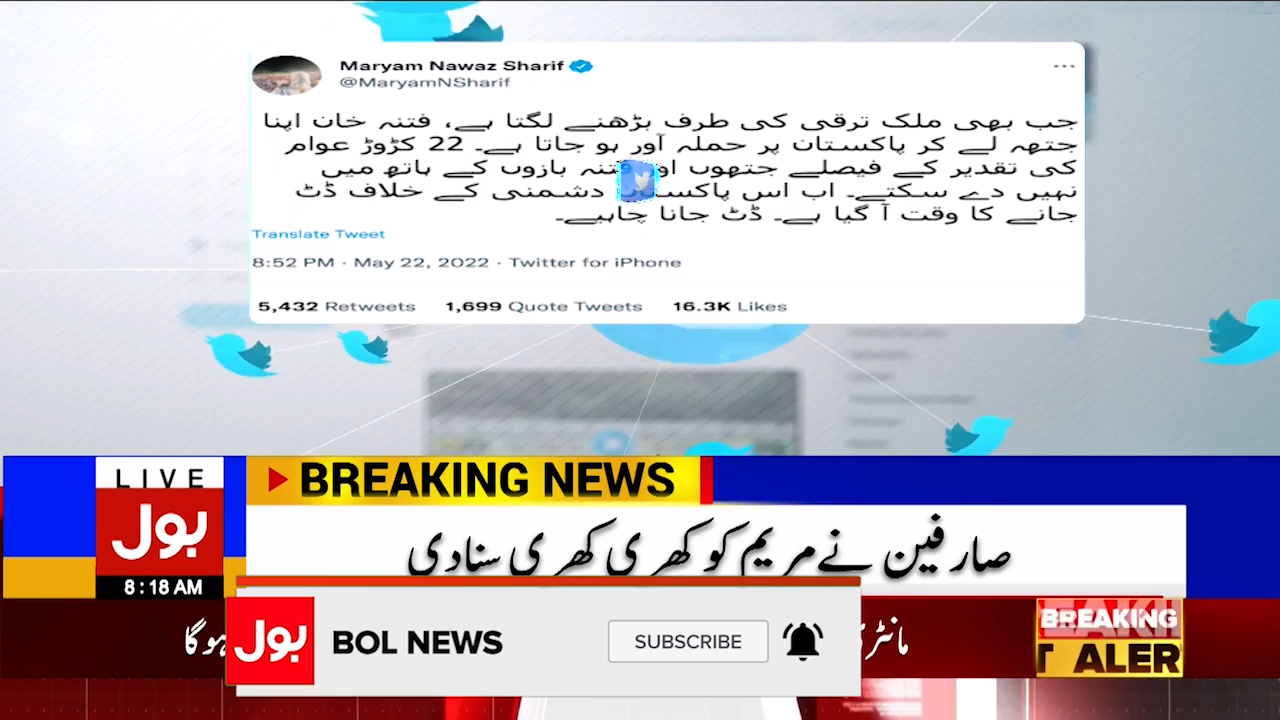 Maryam Nawaz Sharif
@MaryamNSharif
جب بھی ملک ترقی کی طرف بڑھنے لگتا ہے، فتنہ خان اپنا
جتھہ لے کر پاکستان پر حملہ آور ہو جاتا ہے۔ 22 کڑوڑ عوام
کی تقدیر کے فیصلے جتھوں اور فتنہ بازوں کے ہاتھ میں
نہیں دے سکتے۔ اب اس پاکستان دشمنی کے خلاف ڈٹ
جانے کا وقت آ گیا ہے۔ ڈٹ جانا چاہیے۔
Translate Tweet
8:52 PM · May 22, 2022 · Twitter for iPhone
5,432 Retweets 1,699 Quote Tweets 16.3K Likes
LIVE
بول
8:18 AM
BREAKING NEWS
صارفین نے مریم کو کھری کھری سنادی
ہوگا
بول
BOL NEWS
SUBSCRIBE
BREAKING
ALER